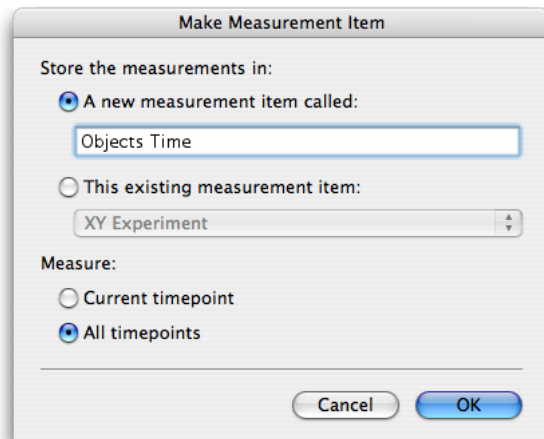 Make Measurement Item
Store the measurements in:
A new measurement item called:
Objects Time
This existing measurement item:
XY Experiment
Measure:
Current timepoint
All timepoints
Cancel OK